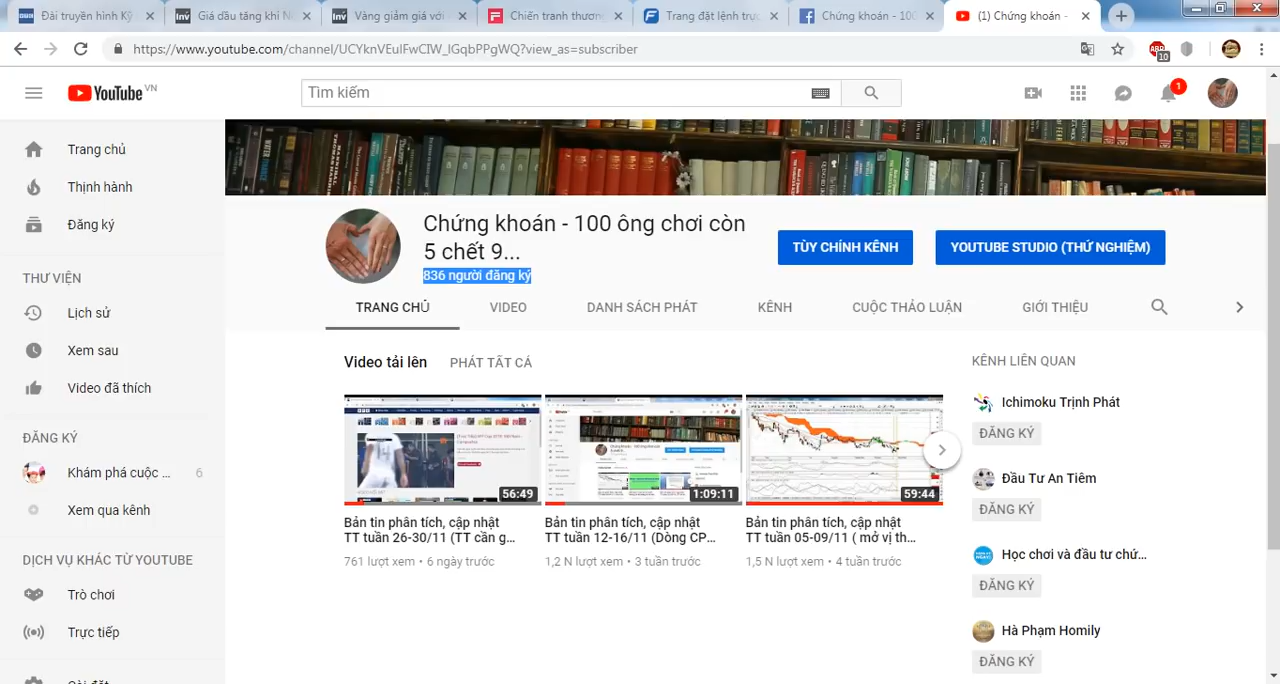 Đài truyền hình Kỹ
Giá dầu tăng khi N
Vàng giảm giá với
Chiến tranh thươn
Trang đặt lệnh trực
Chứng khoán - 100
(1) Chứng khoán -
https://www.youtube.com/channel/UCYknVEulFwCIW_lGqbPPgWQ?view_as=subscriber
ABP
10
YouTube VN
Tìm kiếm
1
Trang chủ
Thịnh hành
Đăng ký
THƯ VIỆN
Lịch sử
Xem sau
Video đã thích
ĐĂNG KÝ
Khám phá cuộc ...
6
Xem qua kênh
DỊCH VỤ KHÁC TỪ YOUTUBE
Trò chơi
Trực tiếp
Cài đặt
Chứng khoán - 100 ông chơi còn
5 chết 9...
836 người đăng ký
TÙY CHỈNH KÊNH
YOUTUBE STUDIO (THỬ NGHIỆM)
TRANG CHỦ
VIDEO
DANH SÁCH PHÁT
KÊNH
CUỘC THẢO LUẬN
GIỚI THIỆU
Video tải lên
PHÁT TẤT CẢ
56:49
1:09:11
59:44
Bản tin phân tích, cập nhật
TT tuần 26-30/11 (TT cần g...
761 lượt xem • 6 ngày trước
Bản tin phân tích, cập nhật
TT tuần 12-16/11 (Dòng CP...
1,2 N lượt xem • 3 tuần trước
Bản tin phân tích, cập nhật
TT tuần 05-09/11 ( mở vị th...
1,5 N lượt xem • 4 tuần trước
KÊNH LIÊN QUAN
Ichimoku Trịnh Phát
ĐĂNG KÝ
Đầu Tư An Tiêm
ĐĂNG KÝ
Học chơi và đầu tư chứ...
ĐĂNG KÝ
Hà Phạm Homily
ĐĂNG KÝ